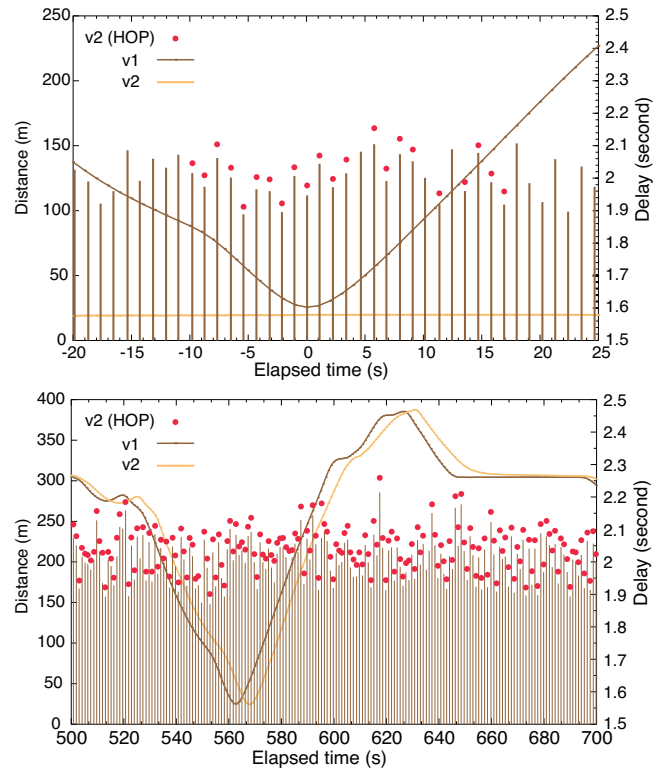 250
200
150
100
50
0
Distance (m)
v2 (HOP)
v1
v2
2.5
2.4
2.3
2.2
2.1
2
1.9
1.8
1.7
1.6
1.5
Delay (second)
-20 -15 -10 -5 0 5 10 15 20 25
Elapsed time (s)
400
350
300
250
200
150
100
50
0
Distance (m)
v2 (HOP)
v1
v2
2.5
2.4
2.3
2.2
2.1
2
1.9
1.8
1.7
1.6
1.5
Delay (second)
500 520 540 560 580 600 620 640 660 680 700
Elapsed time (s)